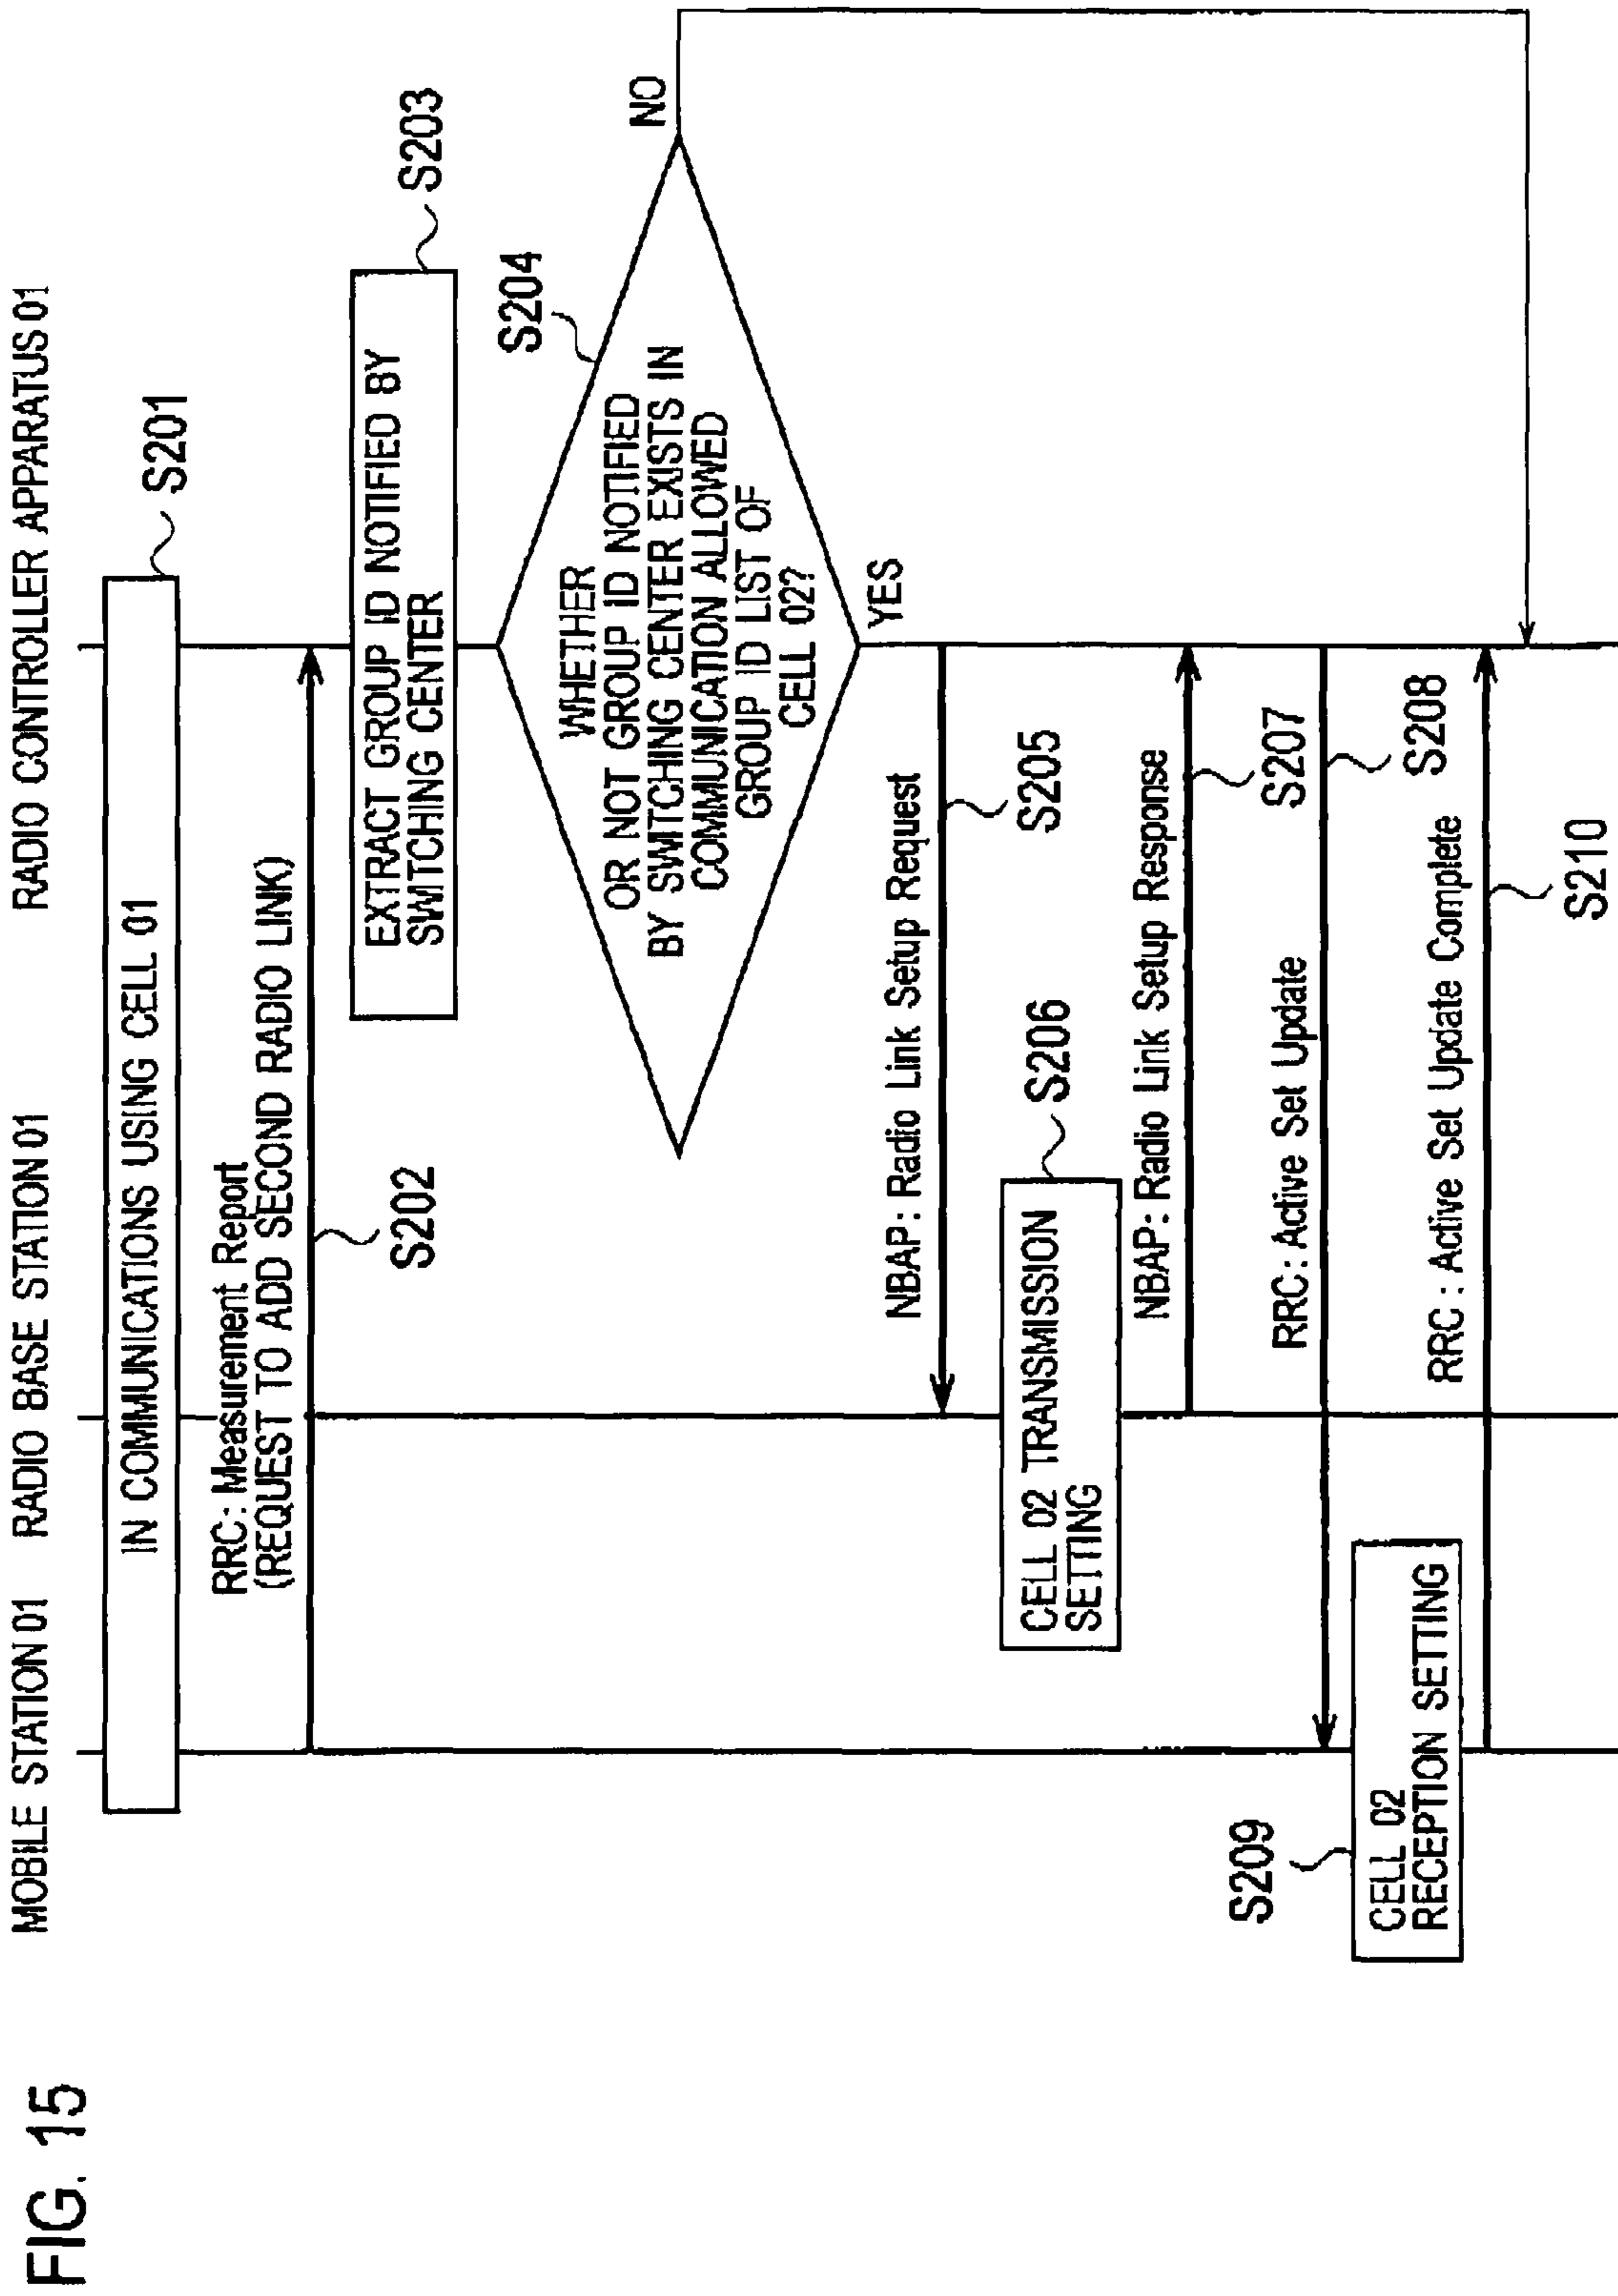 FIG. 15
MOBILE STATION 01
RADIO BASE STATION 01
RADIO CONTROLLER APPARATUS 01
IN COMMUNICATIONS USING CELL 01
S201
RRC: Measurement Report
(REQUEST TO ADD SECOND RADIO LINK)
S202
EXTRACT GROUP ID NOTIFIED BY
SWITCHING CENTER
S203
S204
WHETHER
OR NOT GROUP ID NOTIFIED
BY SWITCHING CENTER EXISTS IN
COMMUNICATION ALLOWED
GROUP ID LIST OF
CELL 02?
NO
YES
NBAP: Radio Link Setup Request
S205
CELL 02 TRANSMISSION
SETTING
S206
NBAP: Radio Link Setup Response
S207
RRC: Active Set Update
S208
S209
CELL 02
RECEPTION SETTING
RRC: Active Set Update Complete
S210